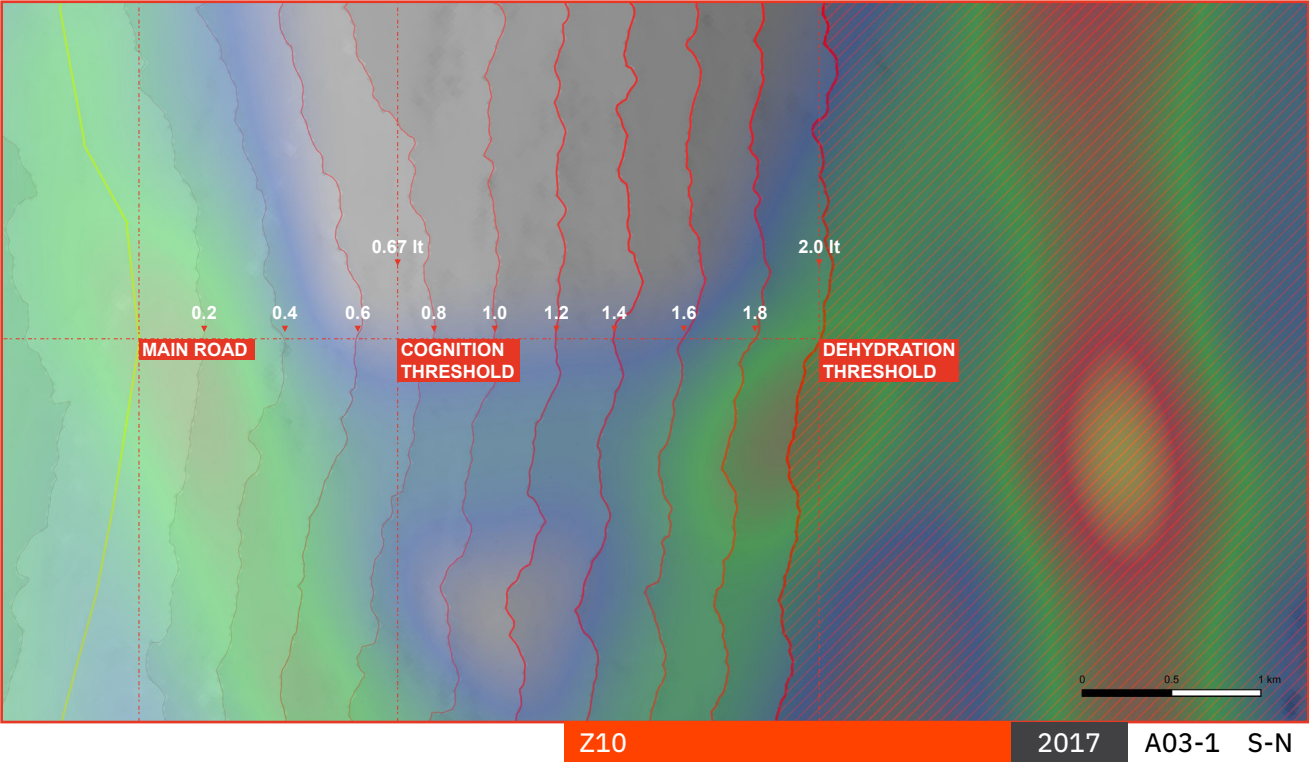 0.67 lt
2.0 lt
0.2
0.4
0.6
0.8
1.0
1.2
1.4
1.6
1.8
MAIN ROAD
COGNITION
THRESHOLD
DEHYDRATION
THRESHOLD
0
0.5
1 km
Z10
2017
A03-1
S-N